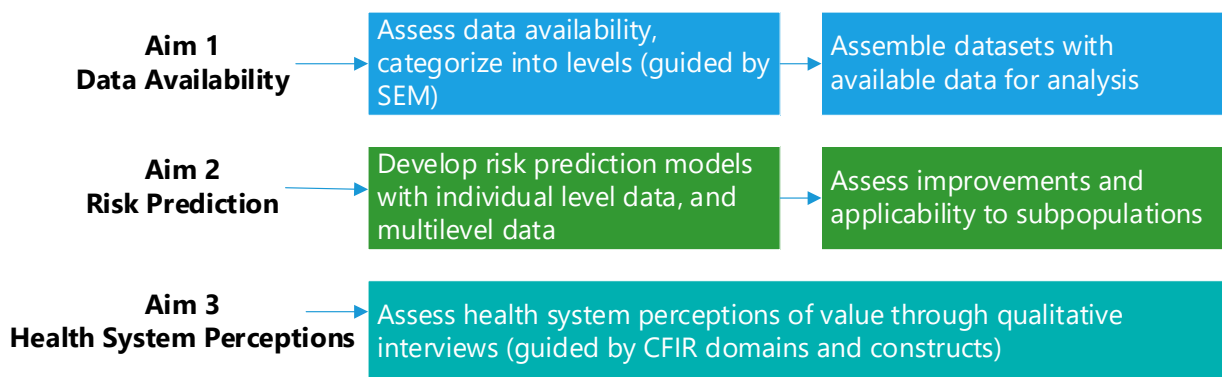 Aim 1
Data Availability
Assess data availability,
categorize into levels (guided by
SEM)
Assemble datasets with
available data for analysis
Aim 2
Risk Prediction
Develop risk prediction models
with individual level data, and
multilevel data
Assess improvements and
applicability to subpopulations
Aim 3
Health System Perceptions
Assess health system perceptions of value through qualitative
interviews (guided by CFIR domains and constructs)